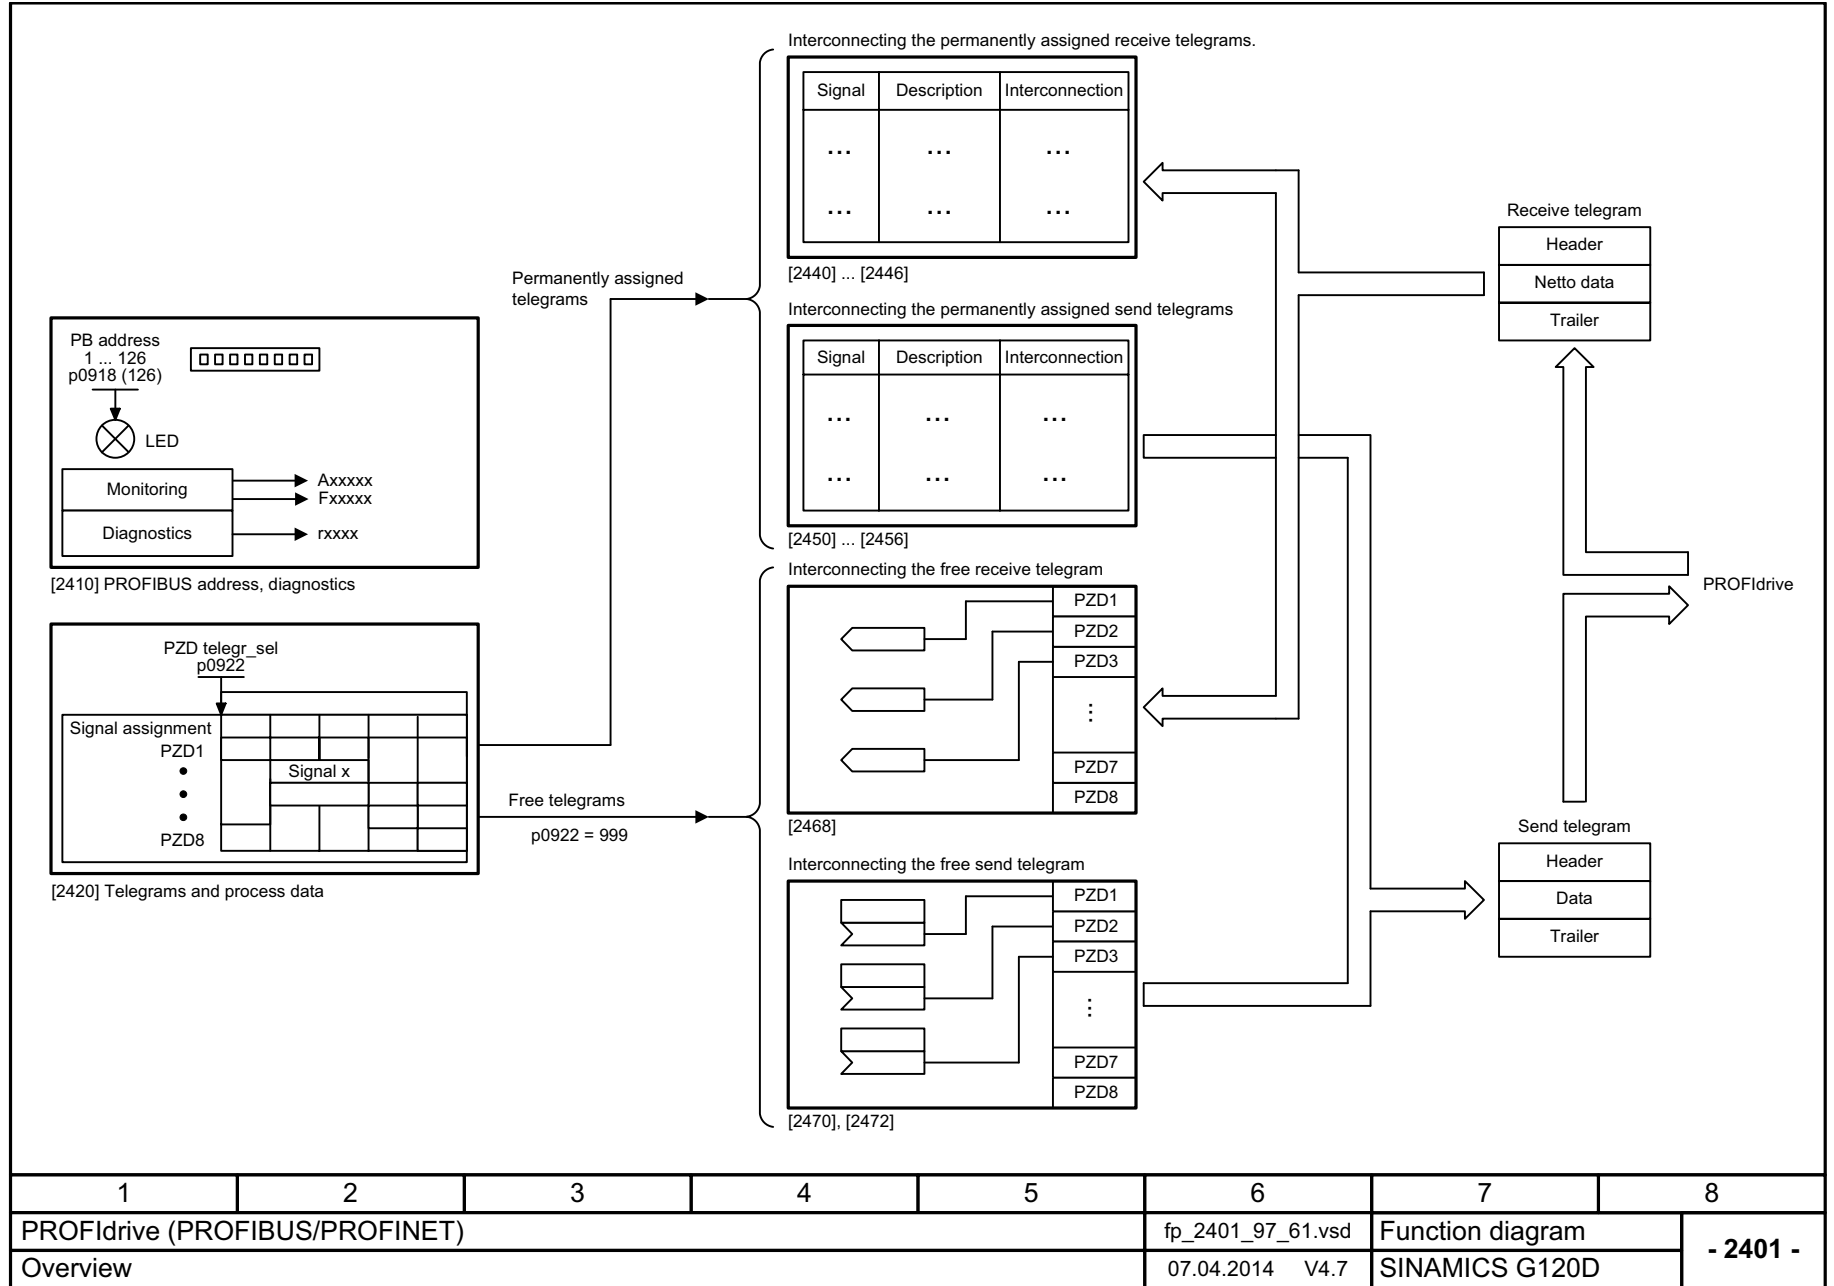 Interconnecting the permanently assigned receive telegrams.
Signal Description Interconnection
... ... ...
... ... ...
[2440] ... [2446]
Permanently assigned
telegrams
Interconnecting the permanently assigned send telegrams
Signal Description Interconnection
... ... ...
... ... ...
[2450] ... [2456]
PB address
1 ... 126
p0918 (126)
LED
Monitoring
Axxxxx
Fxxxxx
Diagnostics
rxxxx
[2410] PROFIBUS address, diagnostics
PZD telegr_sel
p0922
Signal assignment
PZD1
Signal x
PZD8
[2420] Telegrams and process data
Free telegrams
p0922 = 999
Interconnecting the free receive telegram
PZD1
PZD2
PZD3
...
PZD7
PZD8
[2468]
Interconnecting the free send telegram
PZD1
PZD2
PZD3
...
PZD7
PZD8
[2470], [2472]
Receive telegram
Header
Netto data
Trailer
PROFIdrive
Send telegram
Header
Data
Trailer
1 2 3 4 5 6 7 8
PROFIdrive (PROFIBUS/PROFINET) fp_2401_97_61.vsd Function diagram
- 2401 -
Overview 07.04.2014 V4.7 SINAMICS G120D